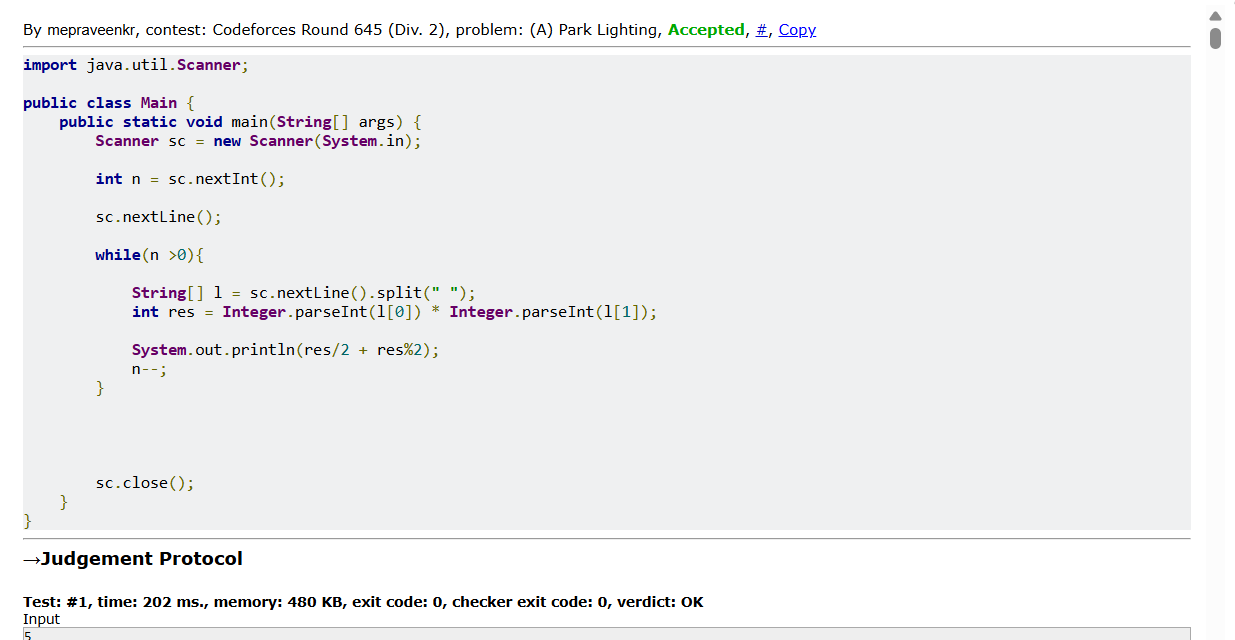 By mepraveenkr, contest: Codeforces Round 645 (Div. 2), problem: (A) Park Lighting, Accepted, #, Copy
import java.util.Scanner;
public class Main {
    public static void main(String[] args) {
        Scanner sc = new Scanner(System.in);
        int n = sc.nextInt();
        sc.nextLine();
        while(n >0){
            String[] l = sc.nextLine().split(" ");
            int res = Integer.parseInt(l[0]) * Integer.parseInt(l[1]);
            System.out.println(res/2 + res%2);
            n--;
        }
        sc.close();
    }
}
→Judgement Protocol
Test: #1, time: 202 ms., memory: 480 KB, exit code: 0, checker exit code: 0, verdict: OK
Input
5